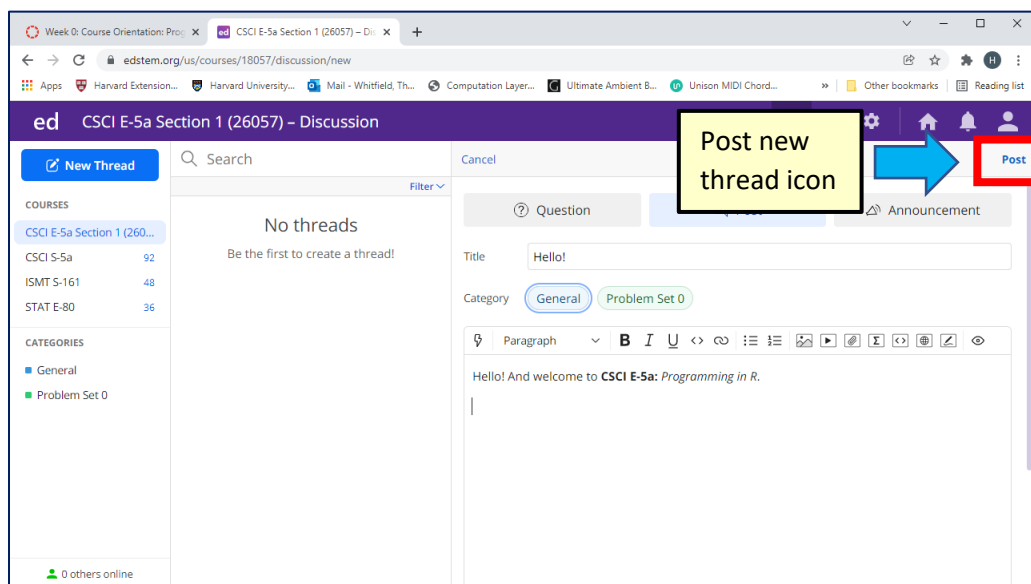 Week 0: Course Orientation: Prog
ed CSCI E-5a Section 1 (26057) – Dis
edstem.org/us/courses/18057/discussion/new
H
Apps Harvard Extension... Harvard University... Mail - Whitfield, Th... Computation Layer... Ultimate Ambient B... Unison MIDI Chord... » Other bookmarks Reading list
ed CSCI E-5a Section 1 (26057) – Discussion
Post new
thread icon
New Thread
Search
Filter
Cancel
Post
COURSES
CSCI E-5a Section 1 (260...
CSCI S-5a 92
ISMT S-161 48
STAT E-80 36
CATEGORIES
General
Problem Set 0
0 others online
No threads
Be the first to create a thread!
Question
Announcement
Title Hello!
Category General Problem Set 0
Paragraph B I U
Hello! And welcome to CSCI E-5a: Programming in R.